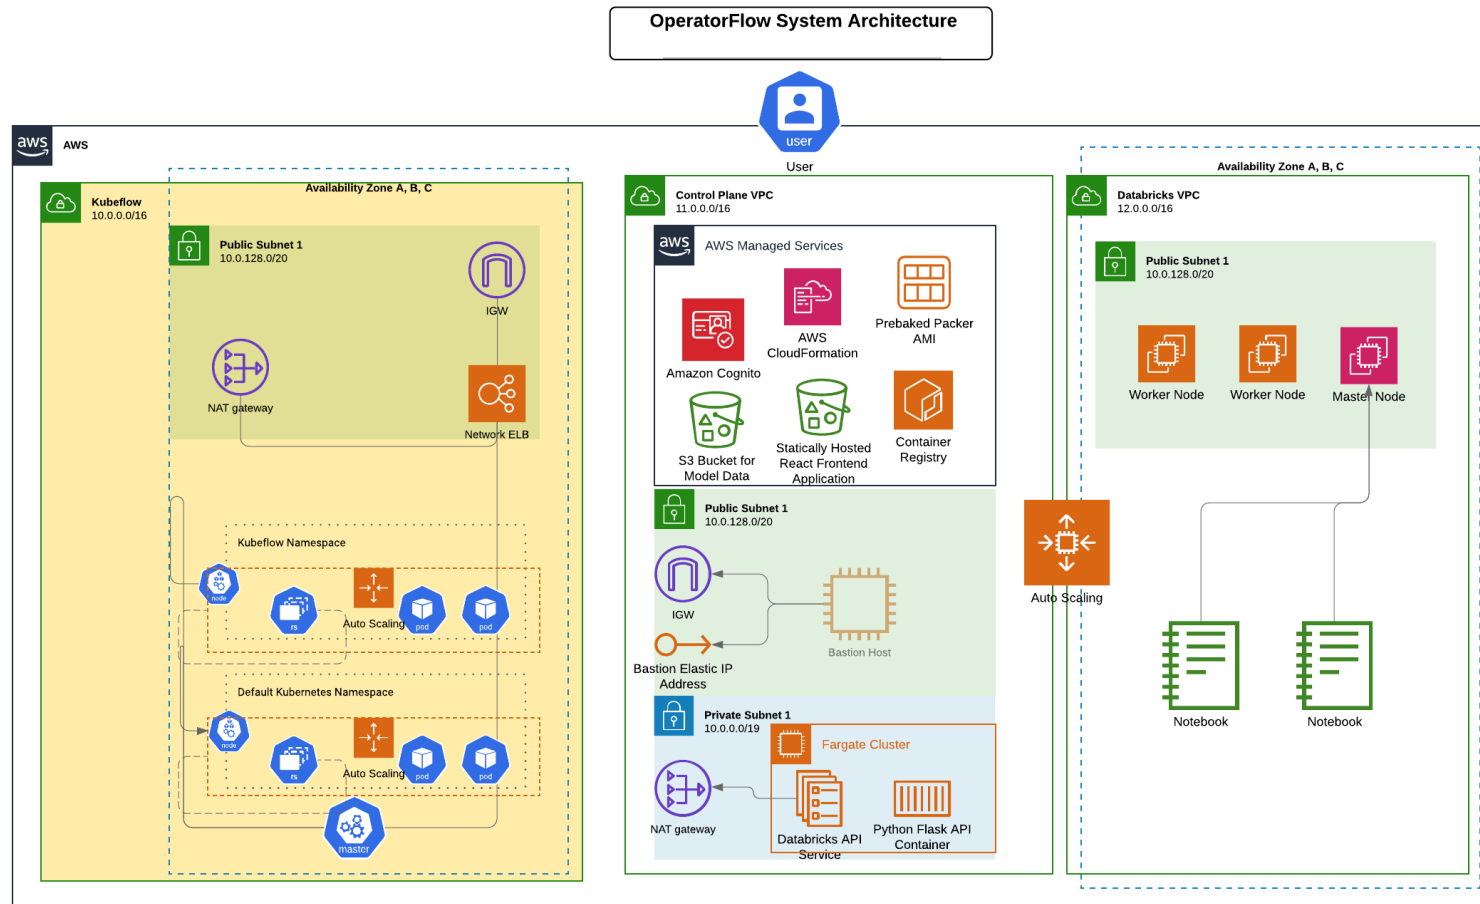 OperatorFlow System Architecture
user
User
aws
AWS
Availability Zone A, B, C
Kubeflow
10.0.0.0/16
Public Subnet 1
10.0.128.0/20
IGW
NAT gateway
Network ELB
Kubeflow Namespace
node
rs
Auto Scaling
pod
pod
Default Kubernetes Namespace
node
rs
Auto Scaling
pod
pod
master
Control Plane VPC
11.0.0.0/16
aws
AWS Managed Services
Amazon Cognito
AWS
CloudFormation
Prebaked Packer
AMI
S3 Bucket for
Model Data
Statically Hosted
React Frontend
Application
Container
Registry
Public Subnet 1
10.0.128.0/20
IGW
Bastion Elastic IP
Address
Bastion Host
Private Subnet 1
10.0.0.0/19
Fargate Cluster
NAT gateway
Databricks API
Service
Python Flask API
Container
Auto Scaling
Availability Zone A, B, C
Databricks VPC
12.0.0.0/16
Public Subnet 1
10.0.128.0/20
Worker Node
Worker Node
Master Node
Notebook
Notebook